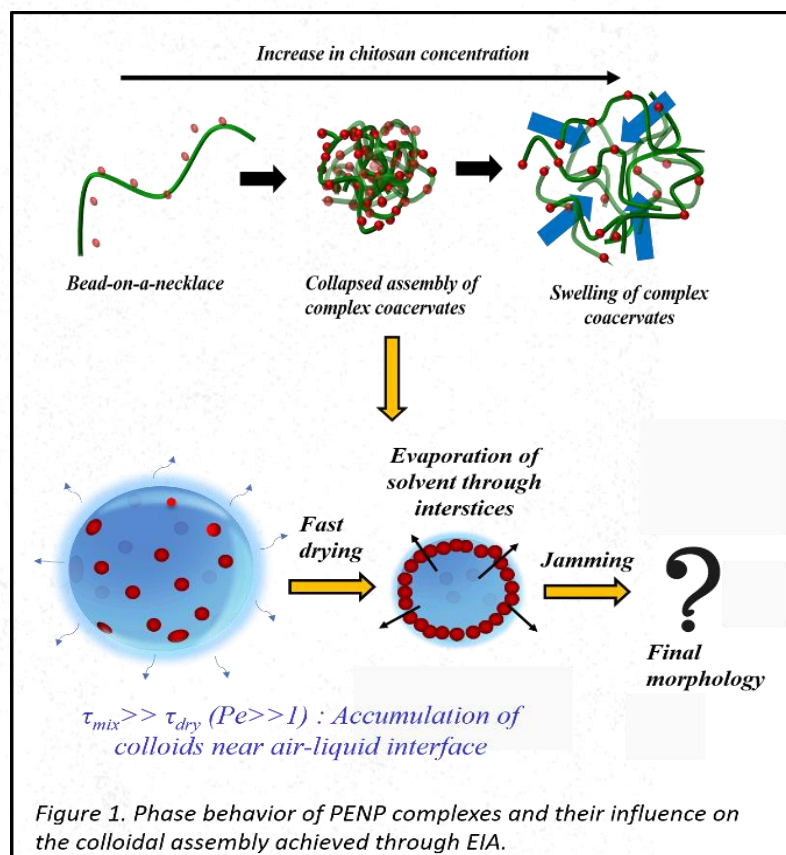 Increase in chitosan concentration
Bead-on-a-necklace
Collapsed assembly of
complex coacervates
Swelling of complex
coacervates
Evaporation of
solvent through
interstices
Fast
drying
Jamming
?
Final
morphology
τmix>> τdry (Pe>>1) : Accumulation of
colloids near air-liquid interface
Figure 1. Phase behavior of PENP complexes and their influence on
the colloidal assembly achieved through EIA.